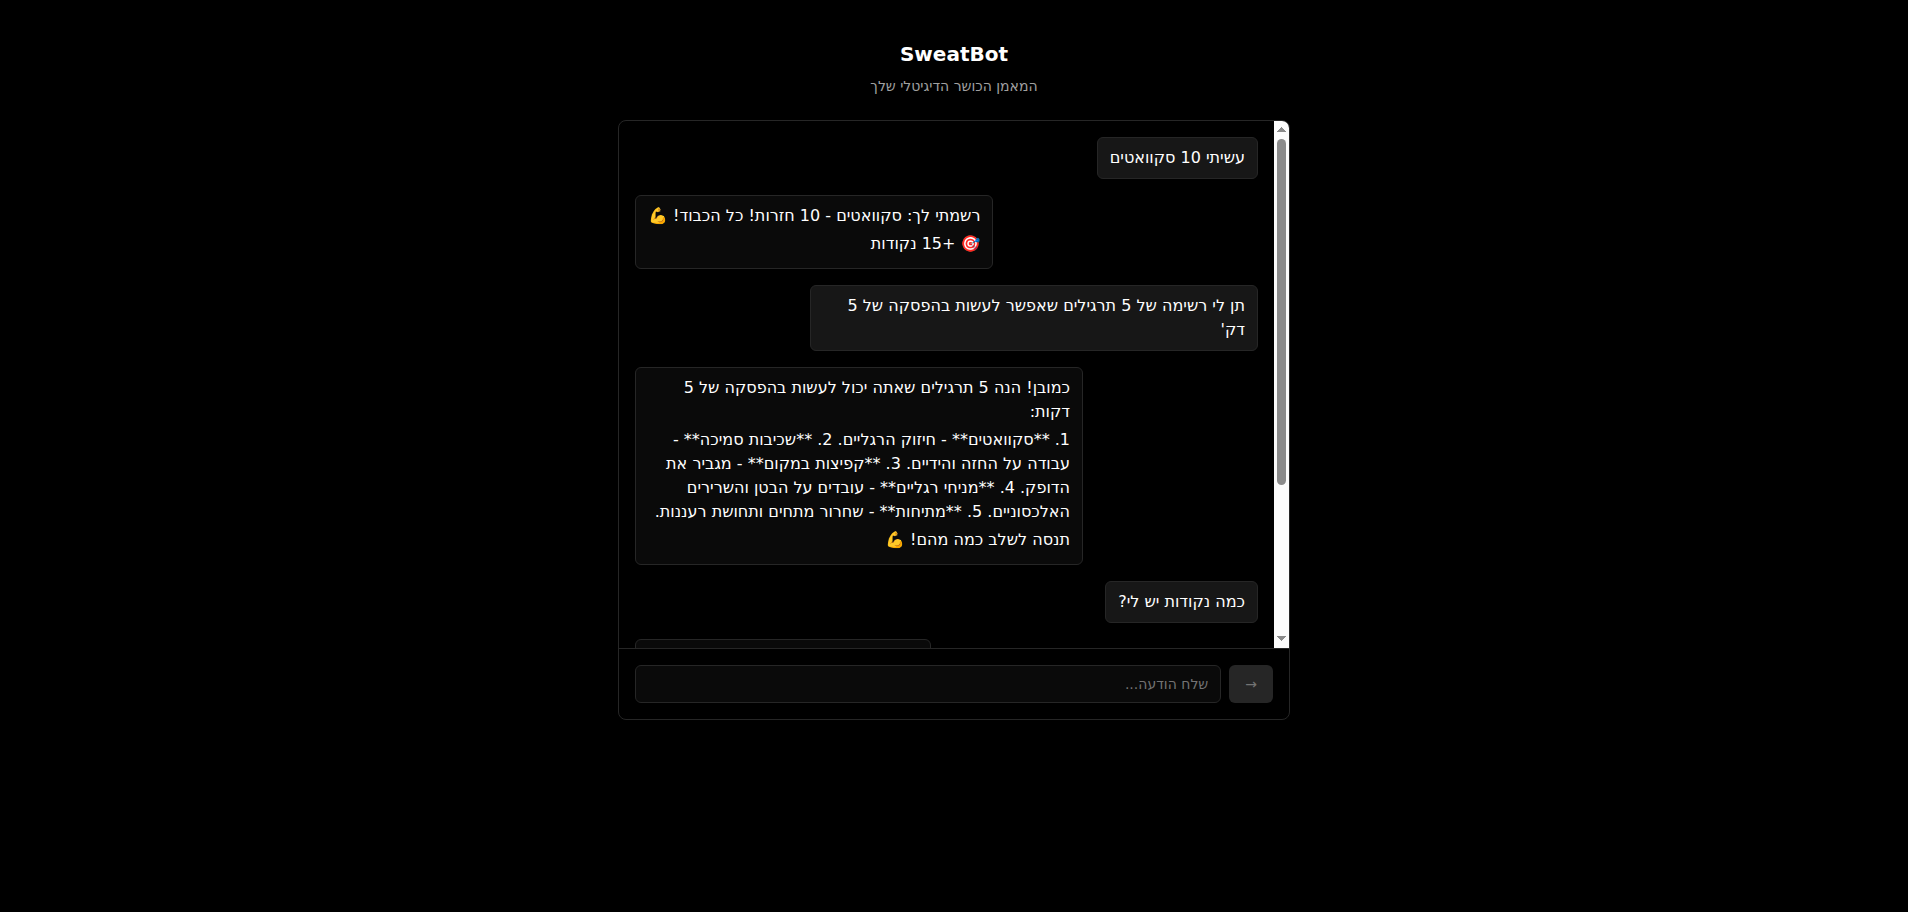 SweatBot
המאמן הכושר הדיגיטלי שלך
עשיתי 10 סקוואטים
רשמתי לך: סקוואטים - 10 חזרות! כל הכבוד! 💪
🎯 +15 נקודות
תן לי רשימה של 5 תרגילים שאפשר לעשות בהפסקה של 5
דק'
כמובן! הנה 5 תרגילים שאתה יכול לעשות בהפסקה של 5
דקות:
1. **סקוואטים** - חיזוק הרגליים. 2. **שכיבות סמיכה** -
עבודה על החזה והידיים. 3. **קפיצות במקום** - מגביר את
הדופק. 4. **מניחי רגליים** - עובדים על הבטן והשרירים
האלכסוניים. 5. **מתיחות** - שחרור מתחים ותחושת רעננות.
תנסה לשלב כמה מהם! 💪
כמה נקודות יש לי?
שלח הודעה...
→